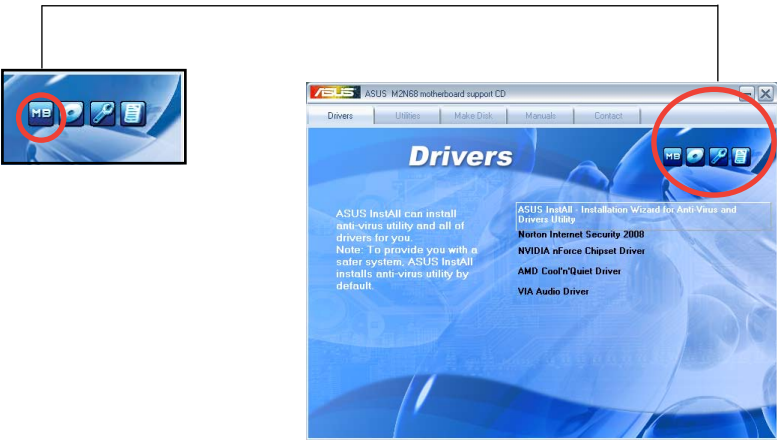 MB
ASUS ASUS M2N68 motherboard support CD
Drivers Utilities Make Disk Manuals Contact
Drivers
MB
ASUS InstAll can install
anti-virus utility and all of
drivers for you.
Note: To provide you with a
safer system, ASUS InstAll
installs anti-virus utility by
default.
ASUS InstAll - Installation Wizard for Anti-Virus and
Drivers Utility
Norton Internet Security 2008
NVIDIA nForce Chipset Driver
AMD Cool'n'Quiet Driver
VIA Audio Driver